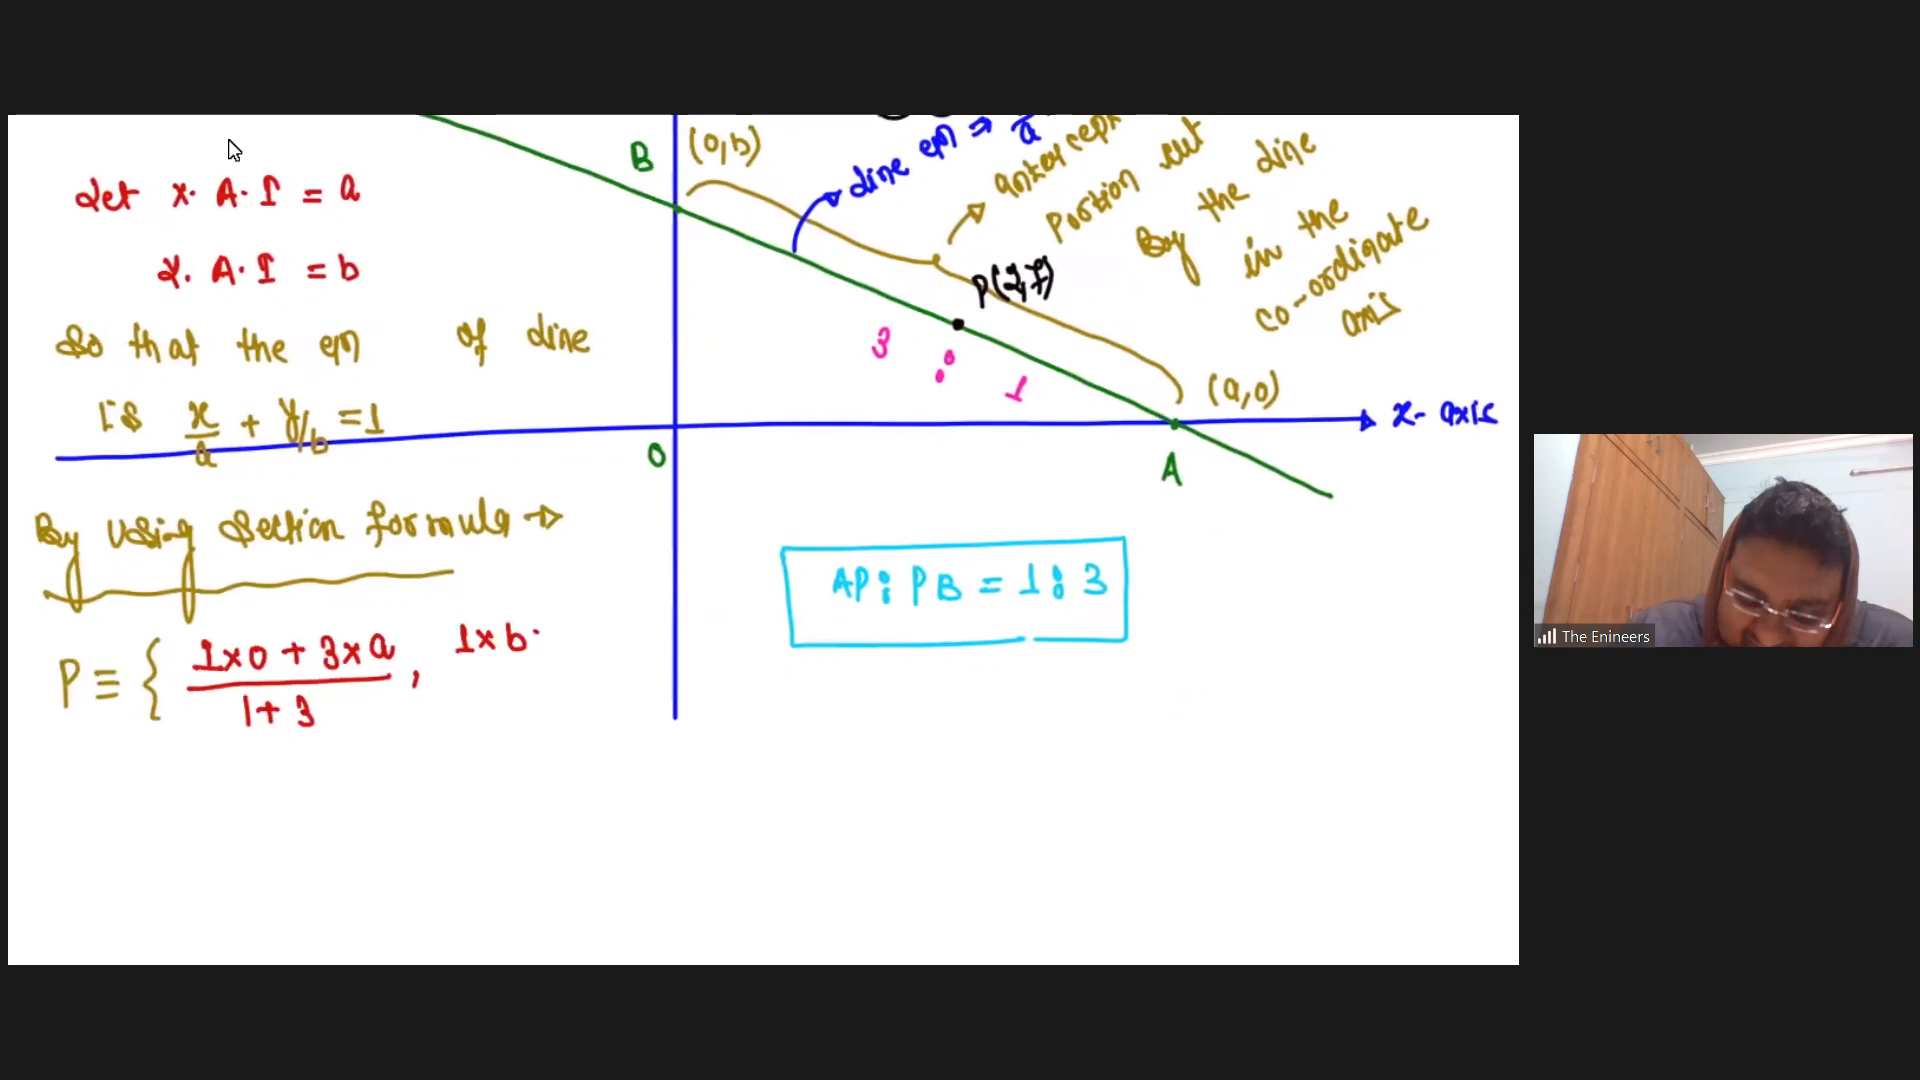 Let x. A. I = a
Y. A. I = b
So that the eqn of line
is x/a + y/b = 1
By using section formula →
P ≡ { (1×0 + 3×a)/(1+3), 1×b
B (0,b)
Line eqn ⇒
a
P(2,7)
3 : 1
(a,0)
x- axis
O
A
portion cut
By the line
in the
co-ordinate
axis
AP : PB = 1 : 3
The Enineers